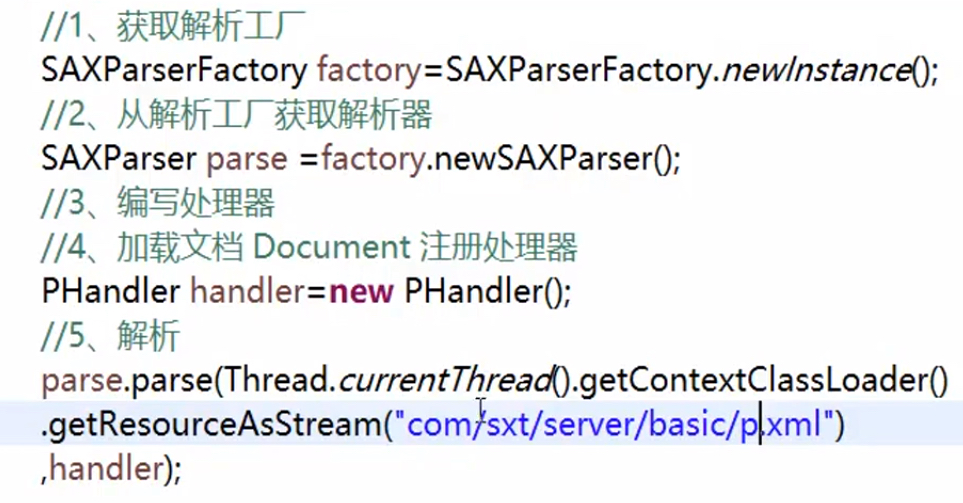 //1、获取解析工厂
SAXParserFactory factory=SAXParserFactory.newInstance();
//2、从解析工厂获取解析器
SAXParser parse =factory.newSAXParser();
//3、编写处理器
//4、加载文档 Document 注册处理器
PHandler handler=new PHandler();
//5、解析
parse.parse(Thread.currentThread().getContextClassLoader()
.getResourceAsStream("com/sxt/server/basic/p.xml")
,handler);